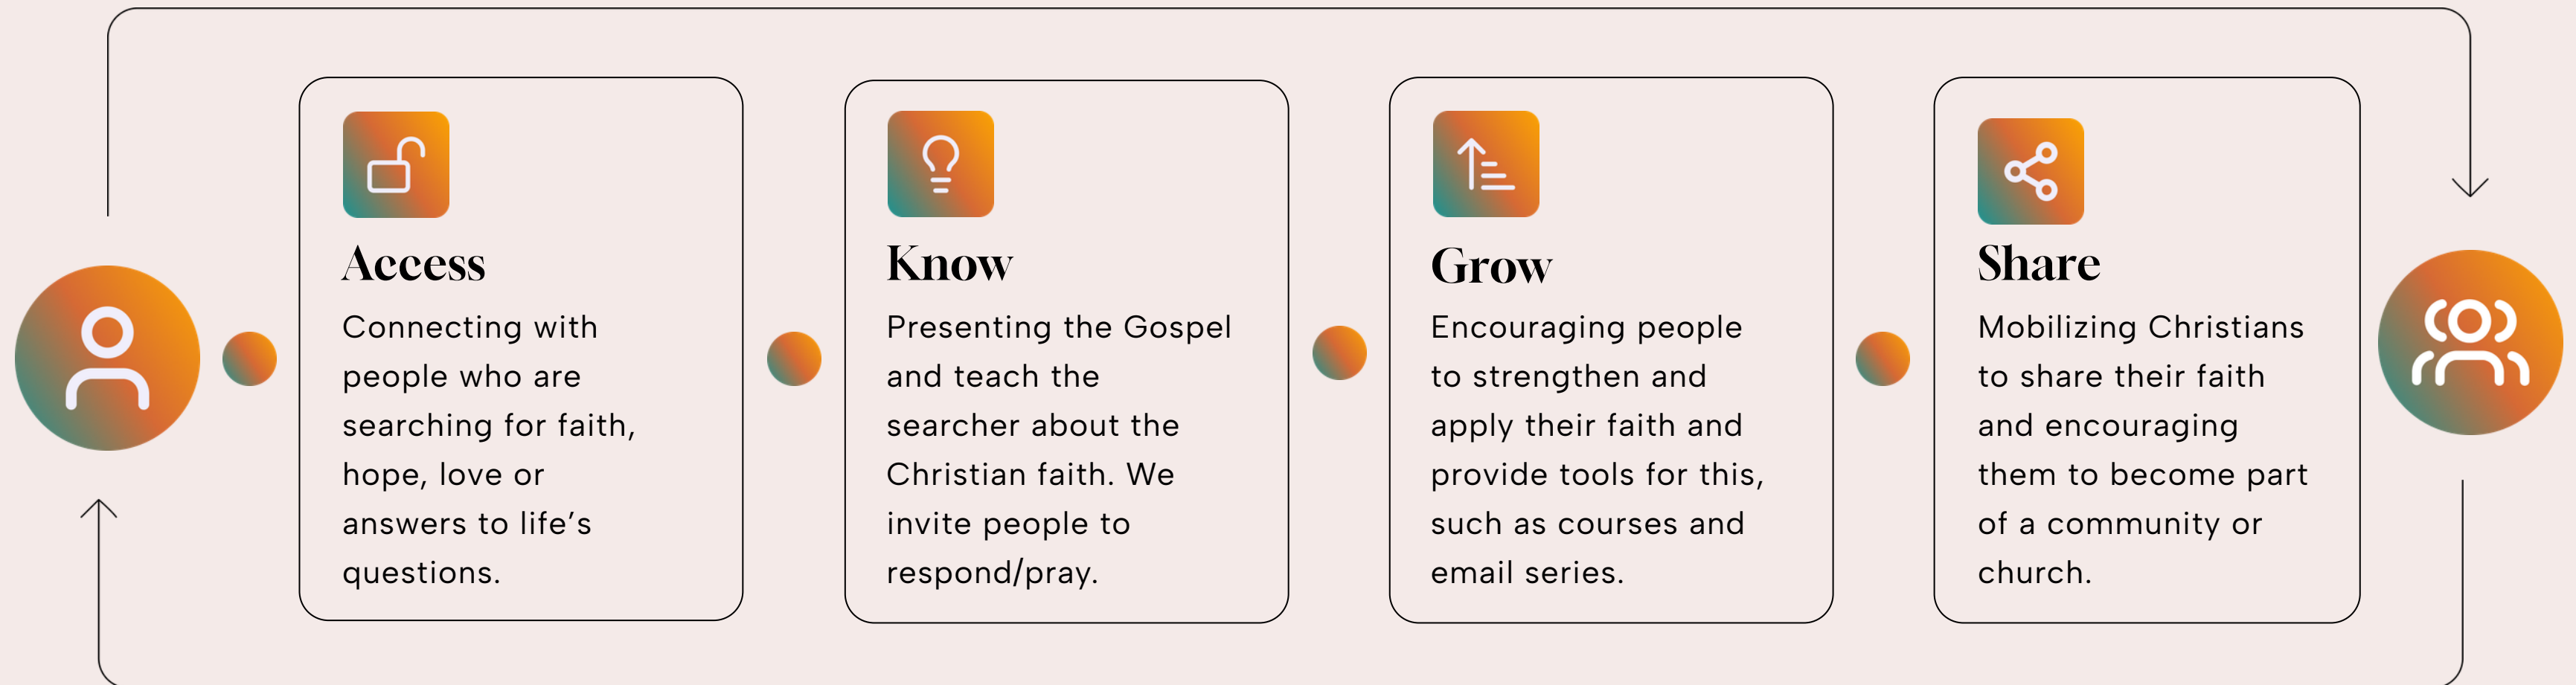 Access
Connecting with
people who are
searching for faith,
hope, love or
answers to life’s
questions.
Know
Presenting the Gospel
and teach the
searcher about the
Christian faith. We
invite people to
respond/pray.
Grow
Encouraging people
to strengthen and
apply their faith and
provide tools for this,
such as courses and
email series.
Share
Mobilizing Christians
to share their faith
and encouraging
them to become part
of a community or
church.